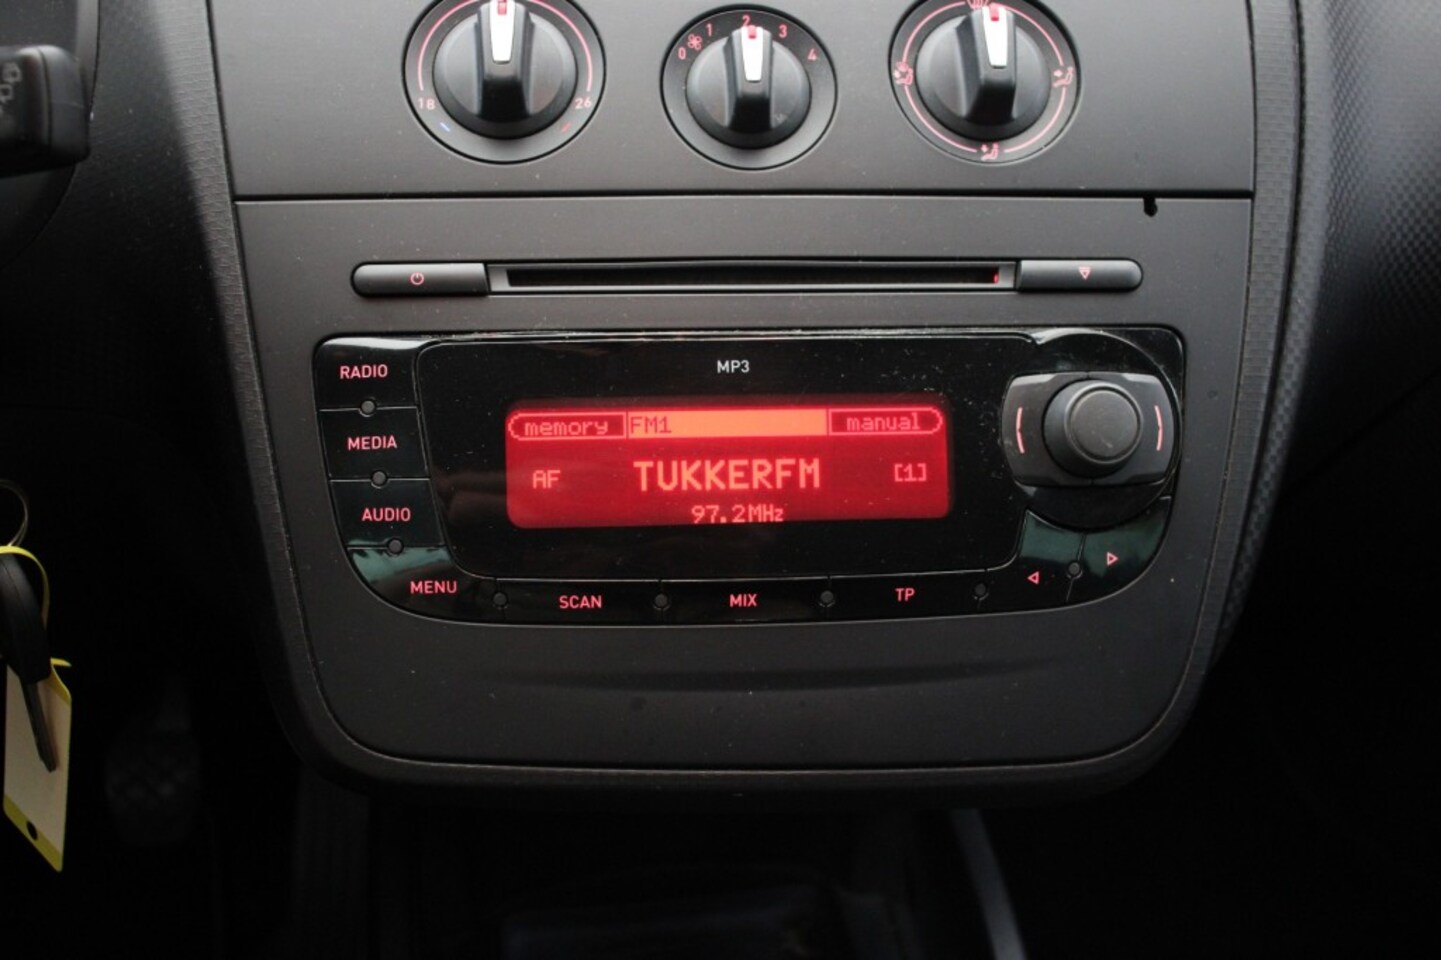 18 26
0 1 2 3 4
MP3
RADIO
MEDIA
AUDIO
MENU
memory FM1 manual
AF TUKKERFM [1]
97.2MHz
SCAN MIX TP